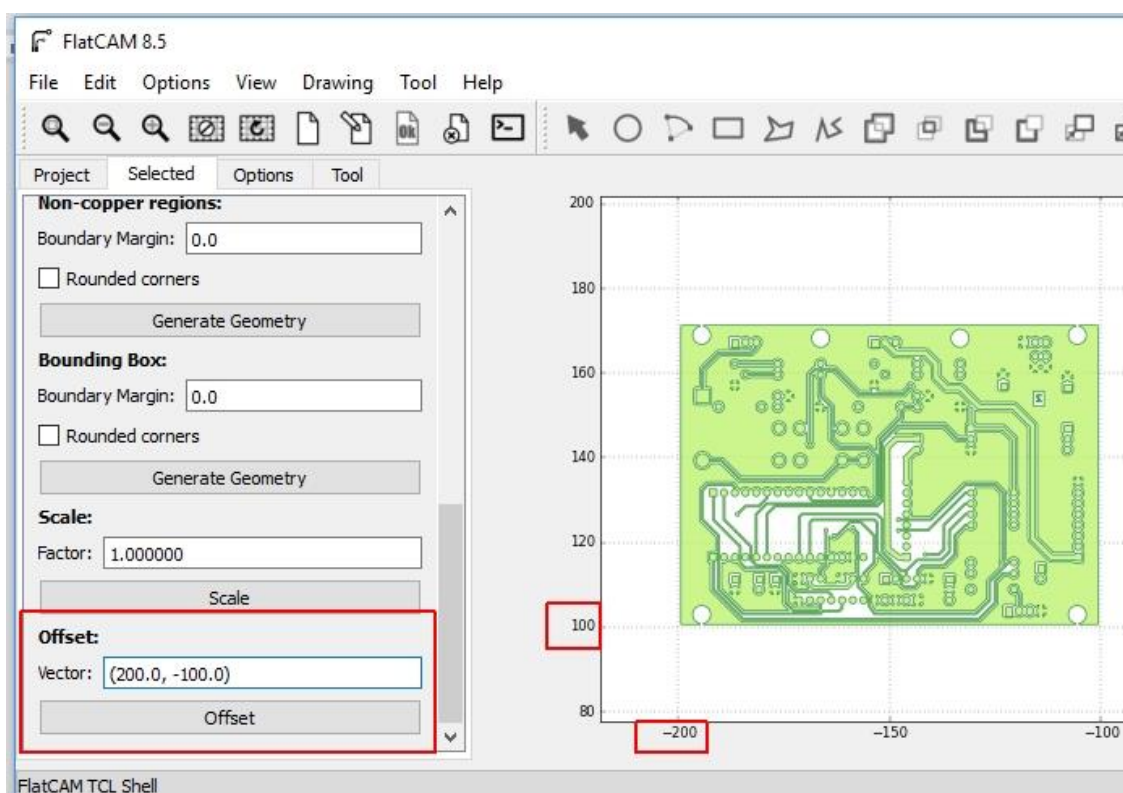 FlatCAM 8.5
File Edit Options View Drawing Tool Help
Ok
Project Selected Options Tool
Non-copper regions:
Boundary Margin: 0.0
Rounded corners
Generate Geometry
Bounding Box:
Boundary Margin: 0.0
Rounded corners
Generate Geometry
Scale:
Factor: 1.000000
Scale
Offset:
Vector: (200.0, -100.0)
Offset
200
180
160
140
120
100
80
−200 −150 −100
FlatCAM TCL Shell